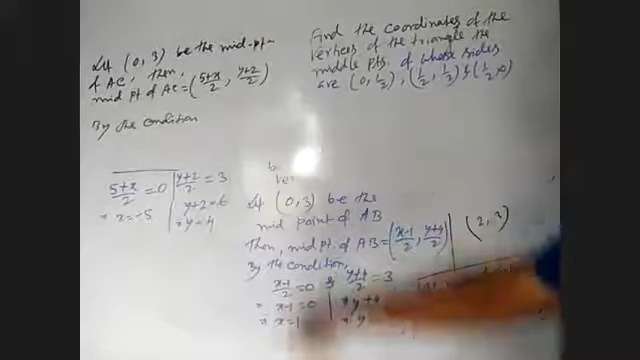 Let (0,3) be the mid-pt-
of AC, then,
mid pt of AC = (5+x/2, y+2/2)
By the condition
5+x/2 = 0 | y+2/2 = 3
x = -5 | y+2 = 6
y = 4
Find the coordinates of the
vertices of the triangle the
middle pts. of whose sides
are (0, 1/2), (1/2, 1/2) & (1/2, 0)
Let (0,3) be the
mid point of AB
Then, mid pt. of AB = (x-1/2, y+4/2) | (2,3)
By the condition,
x-1/2 = 0 & = 3
x-1 = 0
x = 1